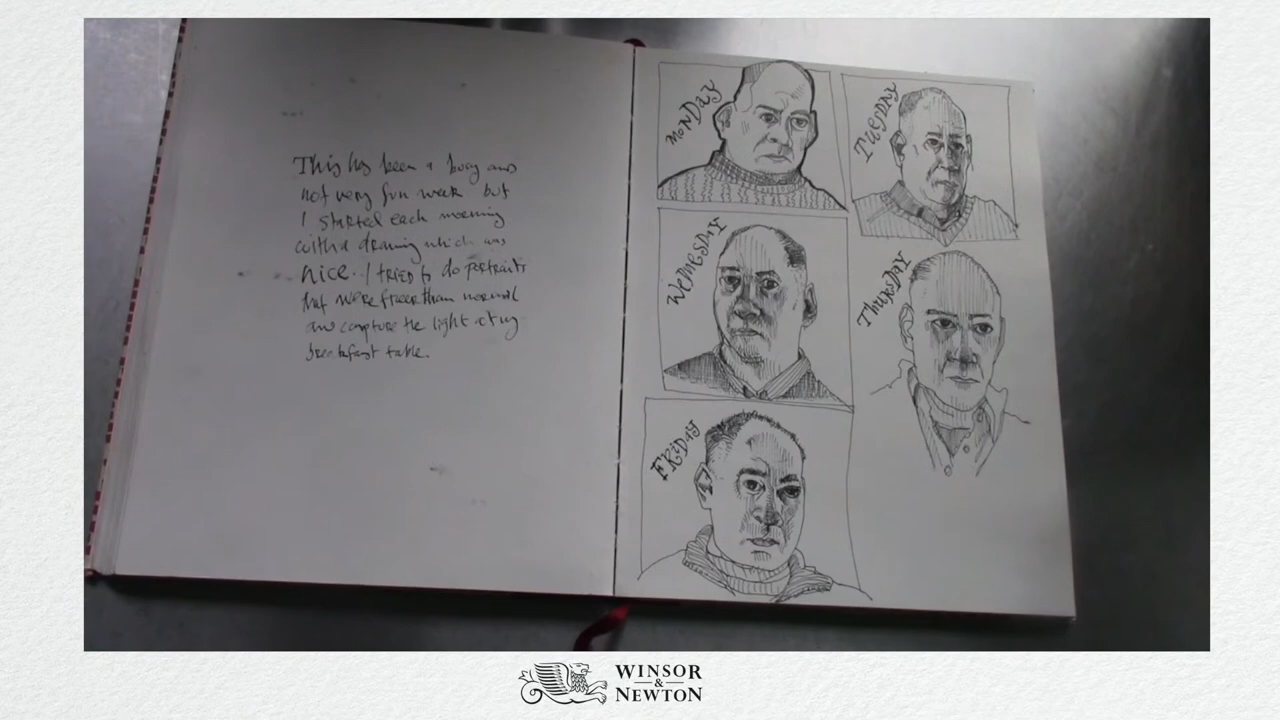 This has been a busy and
not very fun week but
I started each morning
with a drawing which was
nice. I tried to do portraits
that were freer than normal
and capture the light at my
breakfast table.
MONDAY
TUESDAY
WEDNESDAY
THURSDAY
FRIDAY
WINSOR
&
NEWTON